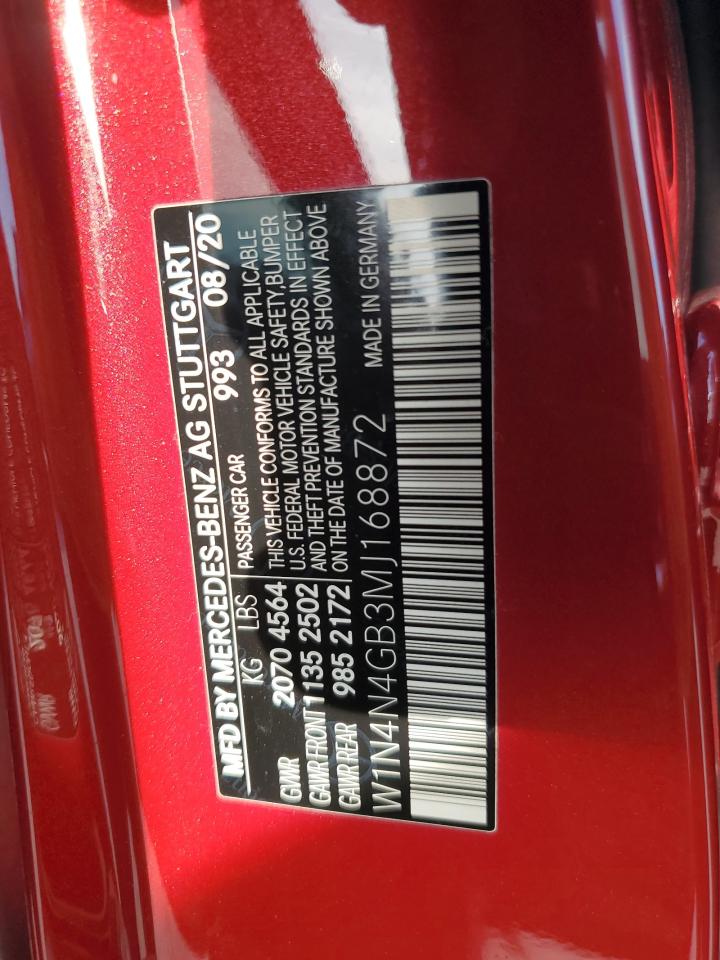 MFD BY MERCEDES-BENZ AG STUTTGART
KG LBS 993 08/20
PASSENGER CAR
GWR 2070 4564
GAWR FRONT 1135 2502
GAWR REAR 985 2172
THIS VEHICLE CONFORMS TO ALL APPLICABLE
U.S. FEDERAL MOTOR VEHICLE SAFETY,BUMPER
AND THEFT PREVENTION STANDARDS IN EFFECT
ON THE DATE OF MANUFACTURE SHOWN ABOVE
W1N4N4GB3MJ168872 MADE IN GERMANY